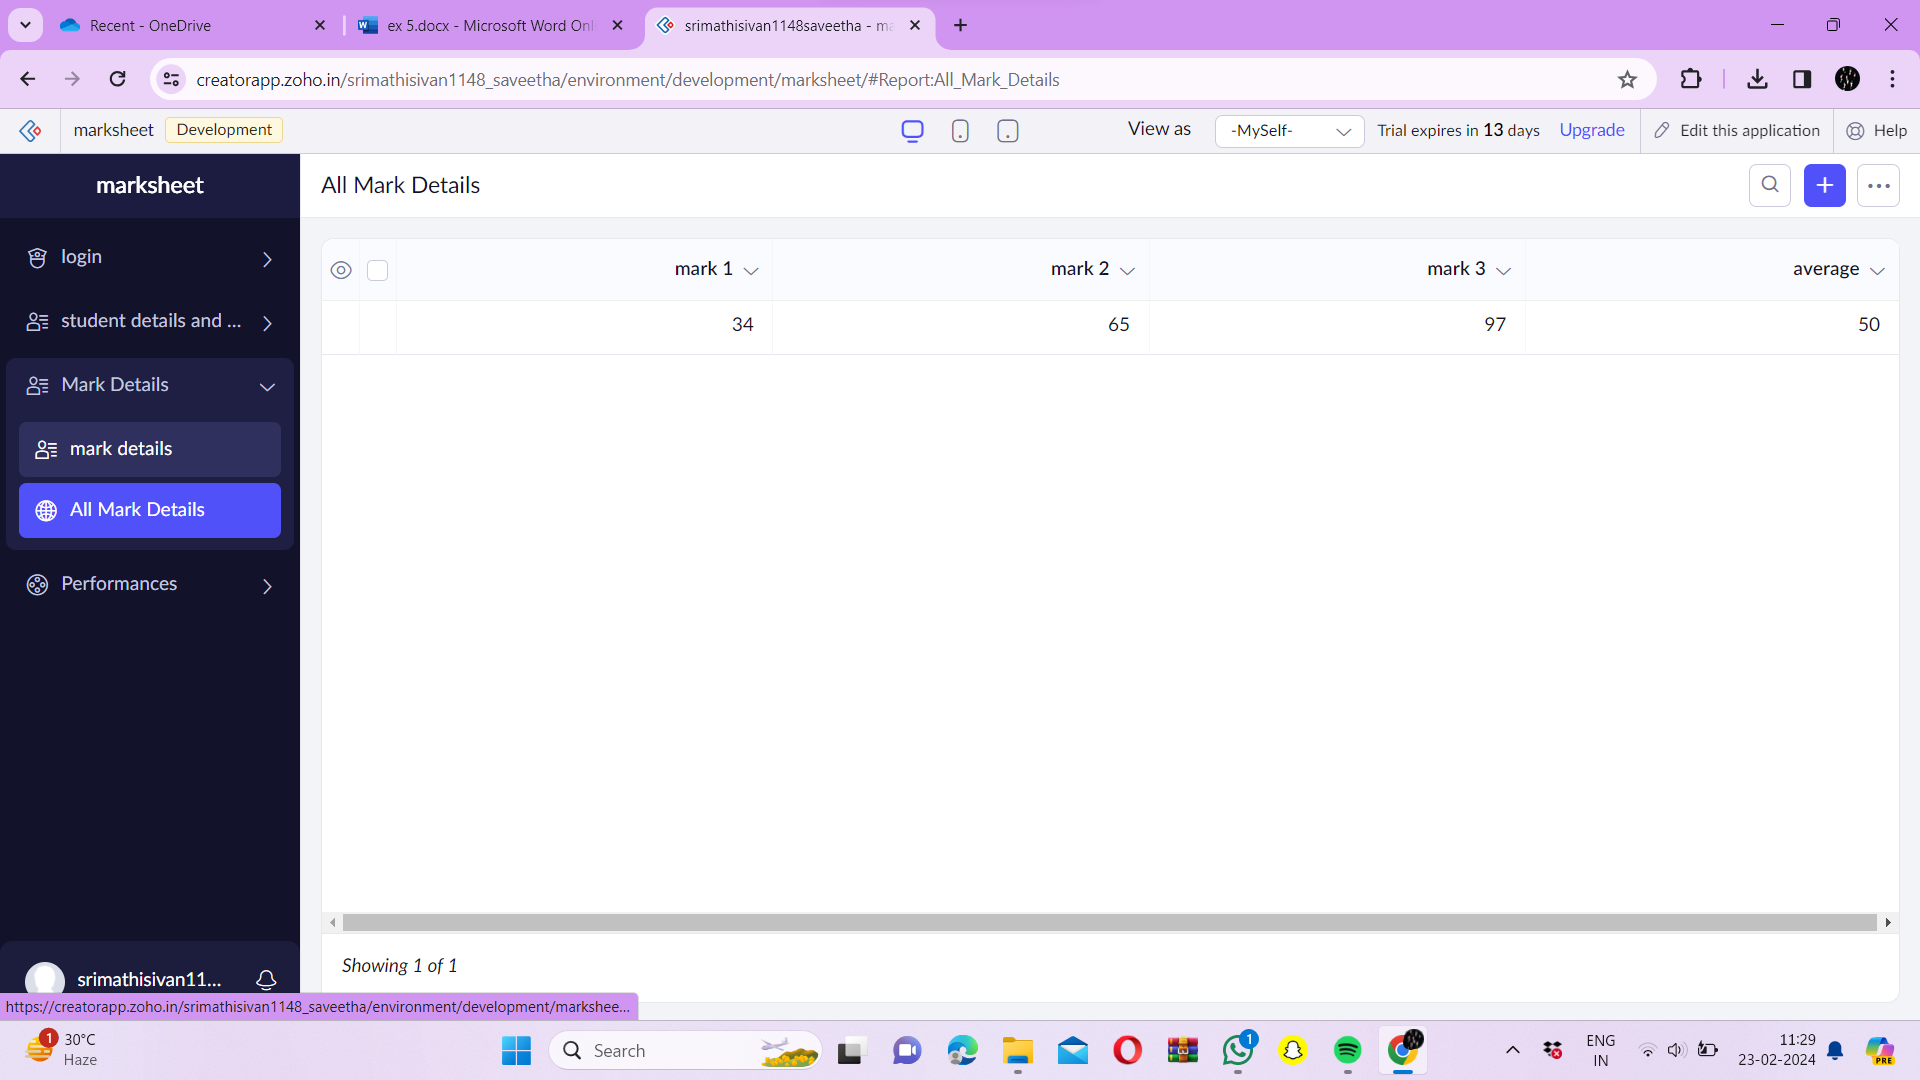 Recent - OneDrive
ex 5.docx - Microsoft Word Onl
srimathisivan1148saveetha - ma
creatorapp.zoho.in/srimathisivan1148_saveetha/environment/development/marksheet/#Report:All_Mark_Details
marksheet Development View as -MySelf- Trial expires in 13 days Upgrade Edit this application Help
marksheet
All Mark Details
login
student details and ...
Mark Details
mark details
All Mark Details
Performances
mark 1 mark 2 mark 3 average
34 65 97 50
Showing 1 of 1
srimathisivan11...
https://creatorapp.zoho.in/srimathisivan1148_saveetha/environment/development/markshee...
1
30°C
Haze
Search
1
PRE
ENG
IN
11:29
23-02-2024